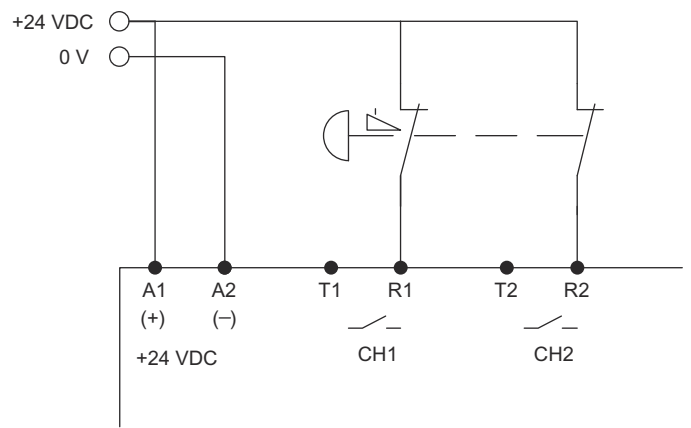 +24 VDC
0 V
A1 A2 T1 R1 T2 R2
(+) (–)
+24 VDC CH1 CH2